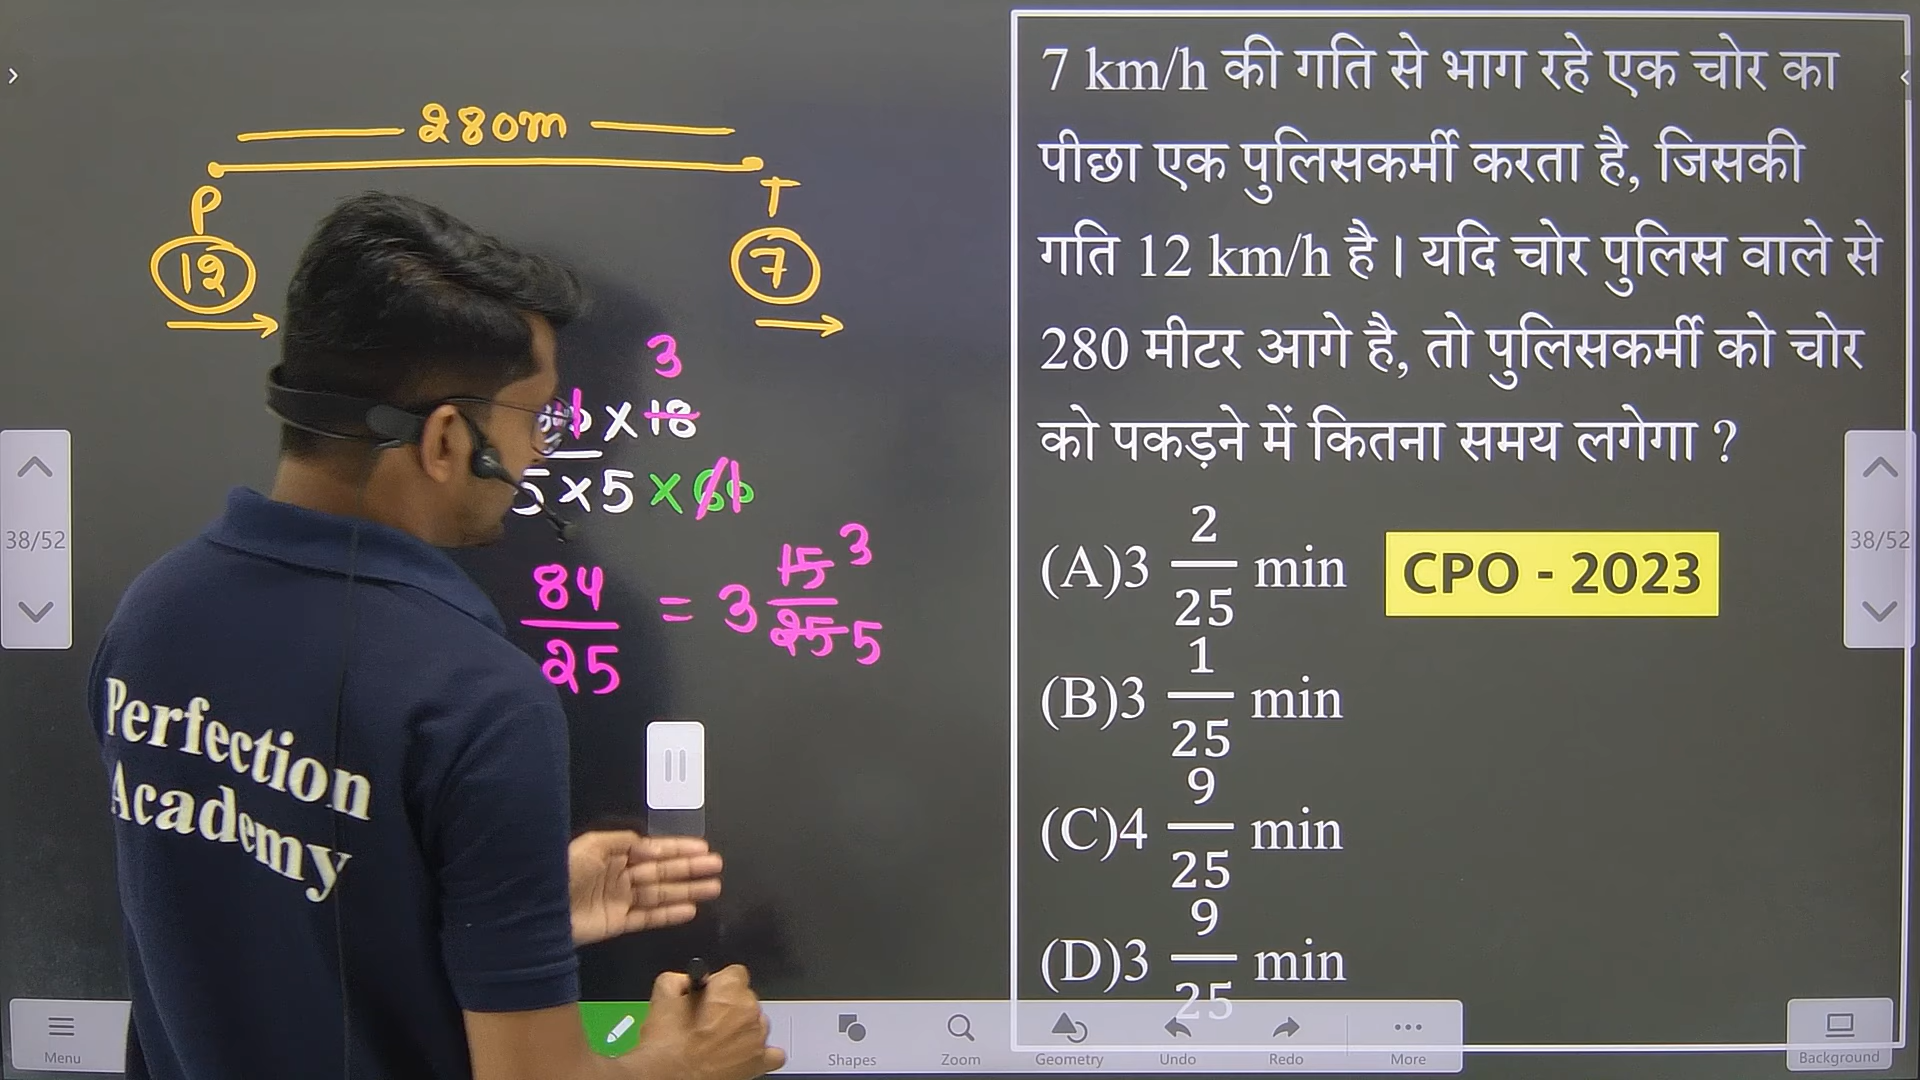 280m
P
T
12
7
3
× 18
5 × 5 × 60
84
25
= 3 15 3
25 5
7 km/h की गति से भाग रहे एक चोर का
पीछा एक पुलिसकर्मी करता है, जिसकी
गति 12 km/h है। यदि चोर पुलिस वाले से
280 मीटर आगे है, तो पुलिसकर्मी को चोर
को पकड़ने में कितना समय लगेगा ?
(A)3 2/25 min
CPO - 2023
(B)3 1/25 min
(C)4 9/25 min
(D)3 9/25 min
38/52
38/52
Perfection
Academy
Menu
Shapes
Zoom
Geometry
Undo
Redo
More
Background